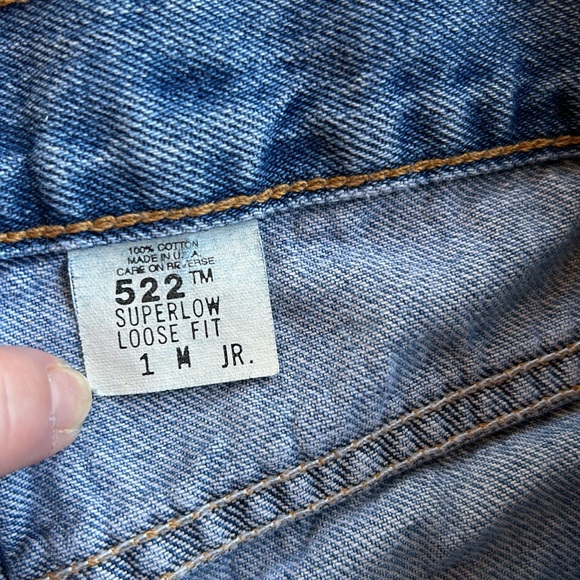 100% COTTON
MADE IN U.S.A
CARE ON REVERSE
522™
SUPERLOW
LOOSE FIT
1 M JR.